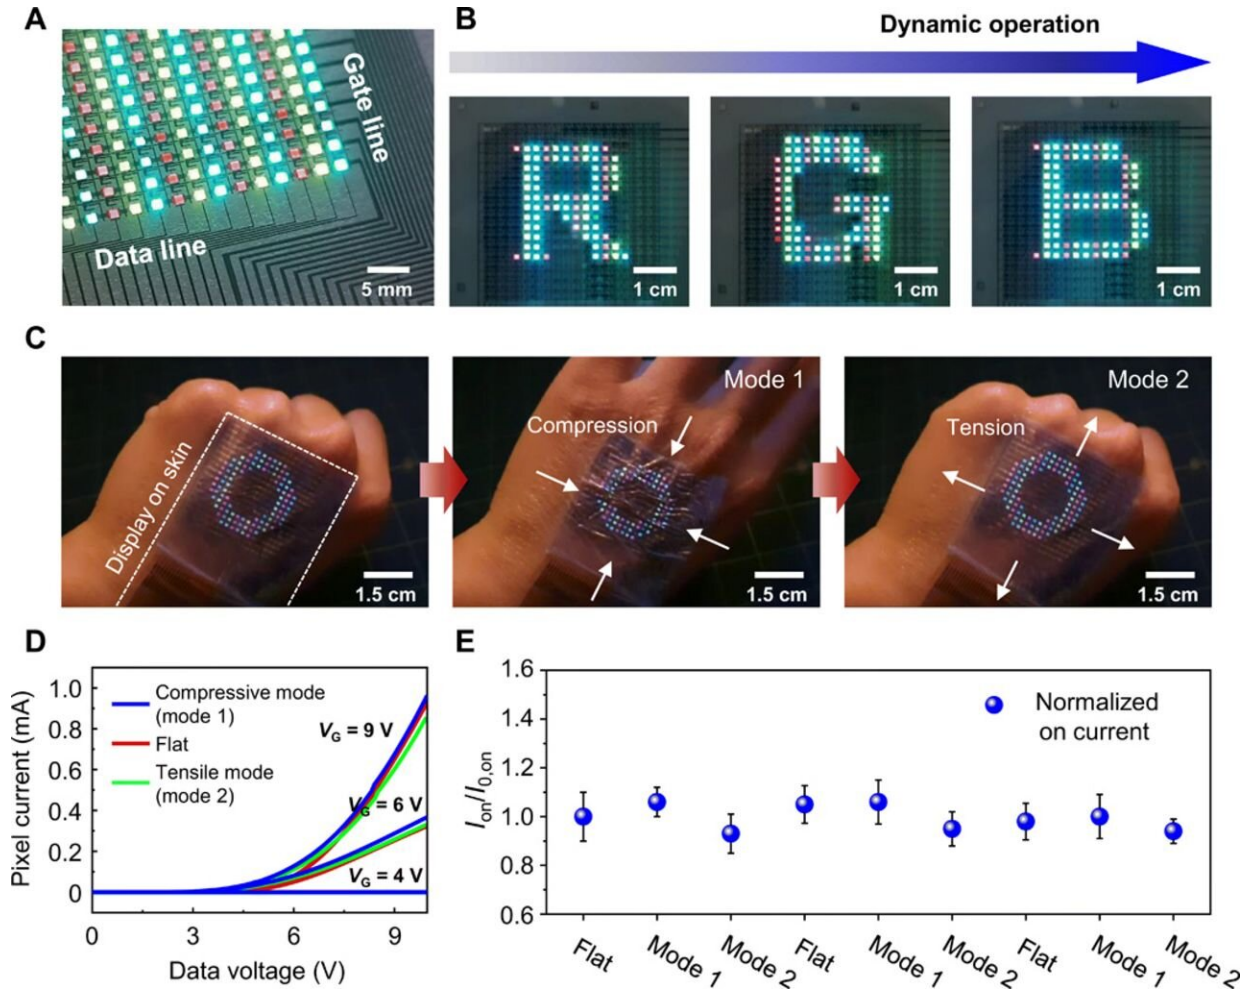 A
Gate line
Data line
5 mm
B
Dynamic operation
1 cm
1 cm
1 cm
C
Display on skin
1.5 cm
Mode 1
Compression
1.5 cm
Mode 2
Tension
1.5 cm
D
Pixel current (mA)
1.0
0.8
0.6
0.4
0.2
0
Compressive mode
(mode 1)
Flat
Tensile mode
(mode 2)
VG = 9 V
VG = 6 V
VG = 4 V
0 3 6 9
Data voltage (V)
E
Ion/I0,on
1.6
1.4
1.2
1.0
0.8
0.6
Normalized
on current
Flat
Mode 1
Mode 2
Flat
Mode 1
Mode 2
Flat
Mode 1
Mode 2